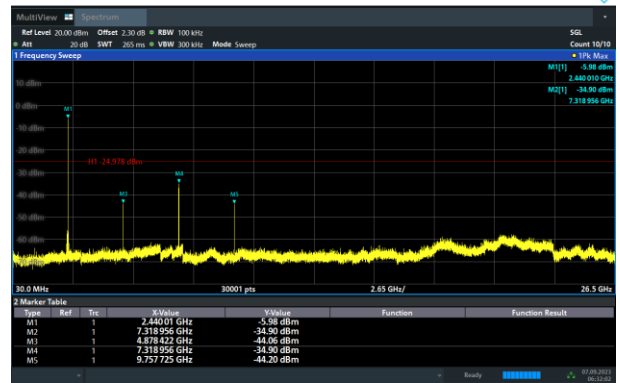 MultiView Spectrum
Ref Level 20.00 dBm Offset 2.30 dB RBW 100 kHz SGL
Att 20 dB SWT 265 ms VBW 300 kHz Mode Sweep Count 10/10
1 Frequency Sweep 1Pk Max
M1[1] -5.98 dBm
2.440 010 GHz
M2[1] -34.90 dBm
7.318 956 GHz
10 dBm
0 dBm
M1
-10 dBm
-20 dBm
H1 -24.978 dBm
-30 dBm
M4
-40 dBm
M3 M5
-50 dBm
-60 dBm
30.0 MHz 30001 pts 2.65 GHz/ 26.5 GHz
2 Marker Table
Type Ref Trc X-Value Y-Value Function Function Result
M1 1 2.440 01 GHz -5.98 dBm
M2 1 7.318 956 GHz -34.90 dBm
M3 1 4.878 422 GHz -44.06 dBm
M4 1 7.318 956 GHz -34.90 dBm
M5 1 9.757 725 GHz -44.20 dBm
Ready 07.09.2023
06:32:02